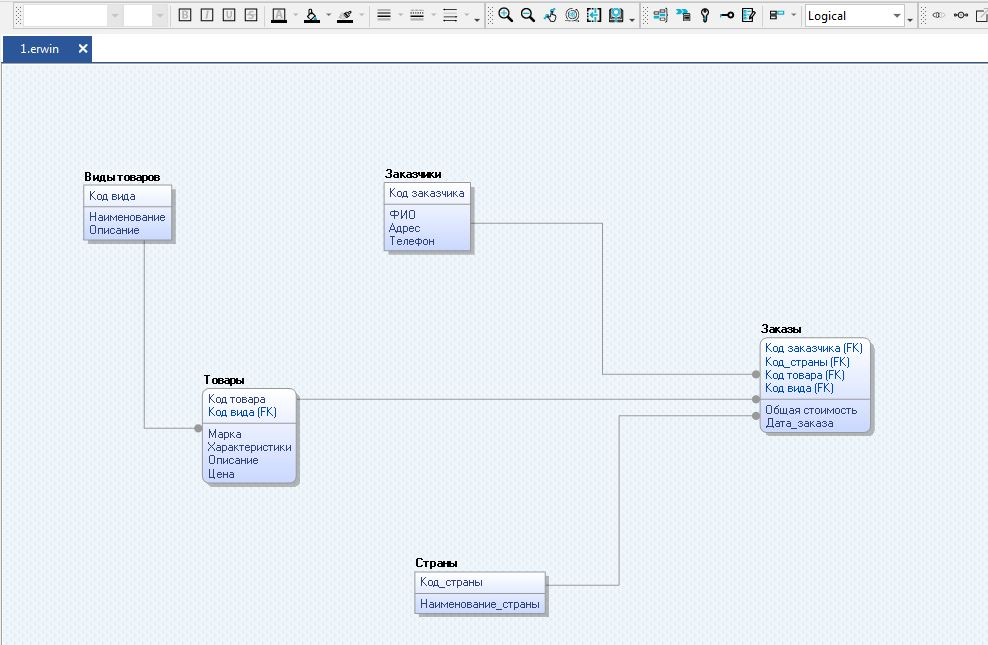 B I U S A
Logical
1.erwin
Виды товаров
Код вида
Наименование
Описание
Заказчики
Код заказчика
ФИО
Адрес
Телефон
Заказы
Код заказчика (FK)
Код_страны (FK)
Код товара (FK)
Код вида (FK)
Общая стоимость
Дата_заказа
Товары
Код товара
Код вида (FK)
Марка
Характеристики
Описание
Цена
Страны
Код_страны
Наименование_страны